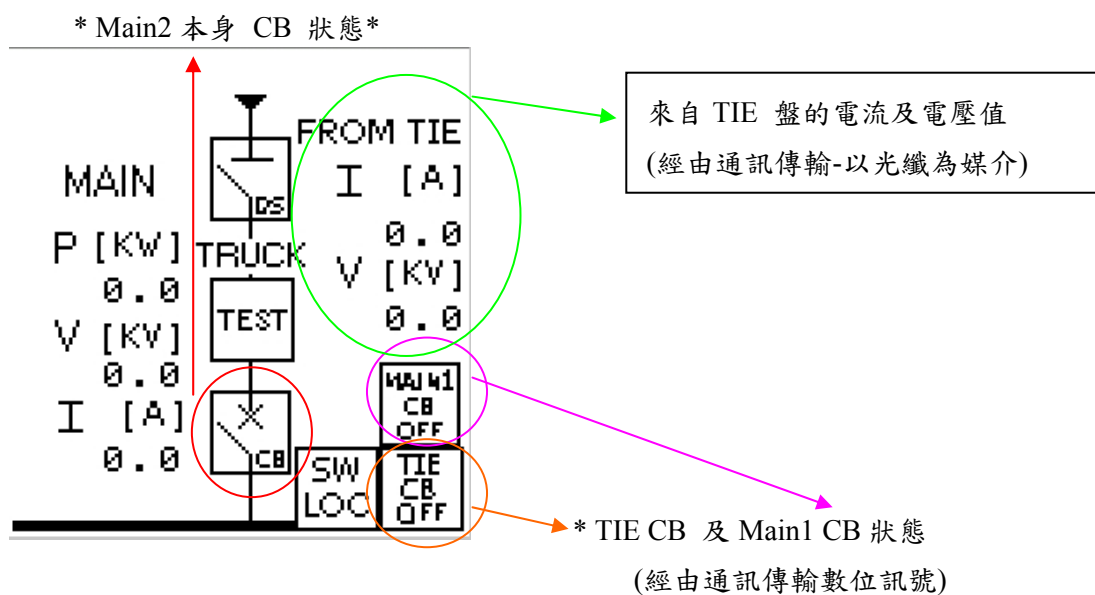 * Main2 本身 CB 狀態*
來自 TIE 盤的電流及電壓值
(經由通訊傳輸-以光纖為媒介)
FROM TIE
I [A]
0.0
V [KV]
0.0
MAIN
P [KW]
0.0
V [KV]
0.0
I [A]
0.0
DS
TRUCK
TEST
CB
MAIN1
CB
OFF
SW
LOC
TIE
CB
OFF
* TIE CB 及 Main1 CB 狀態
(經由通訊傳輸數位訊號)